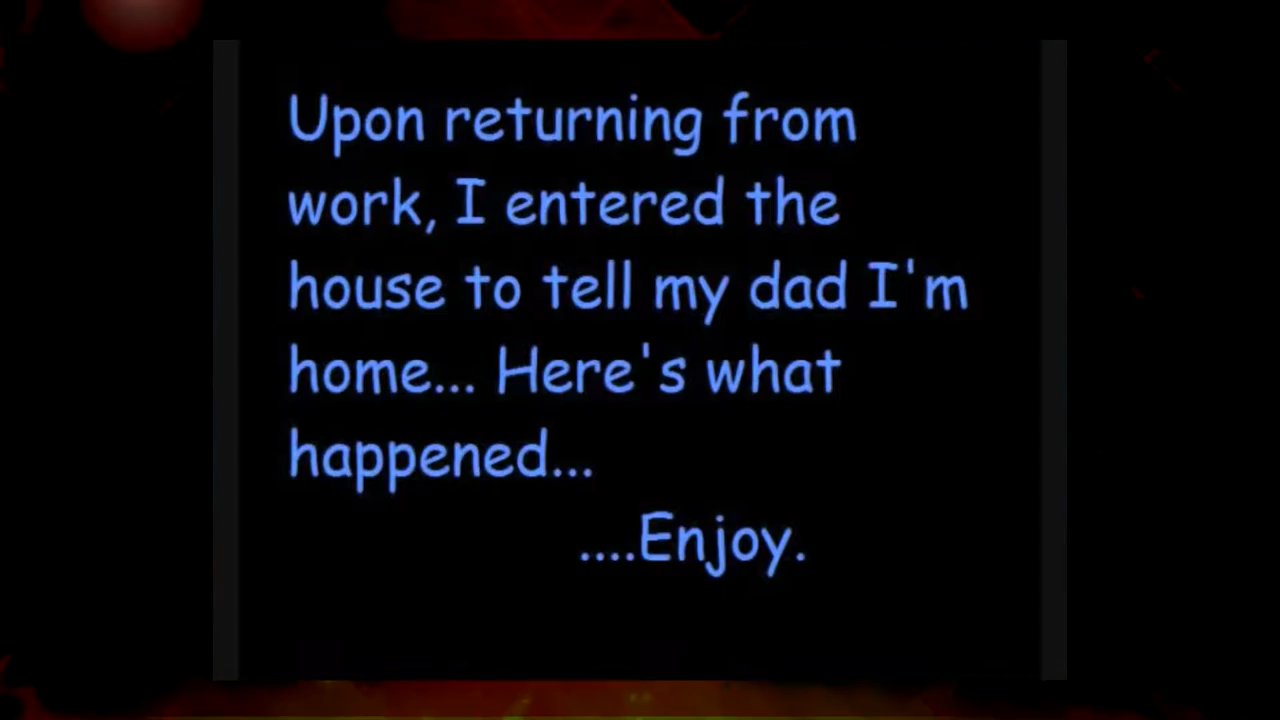 Upon returning from
work, I entered the
house to tell my dad I'm
home... Here's what
happened...
....Enjoy.